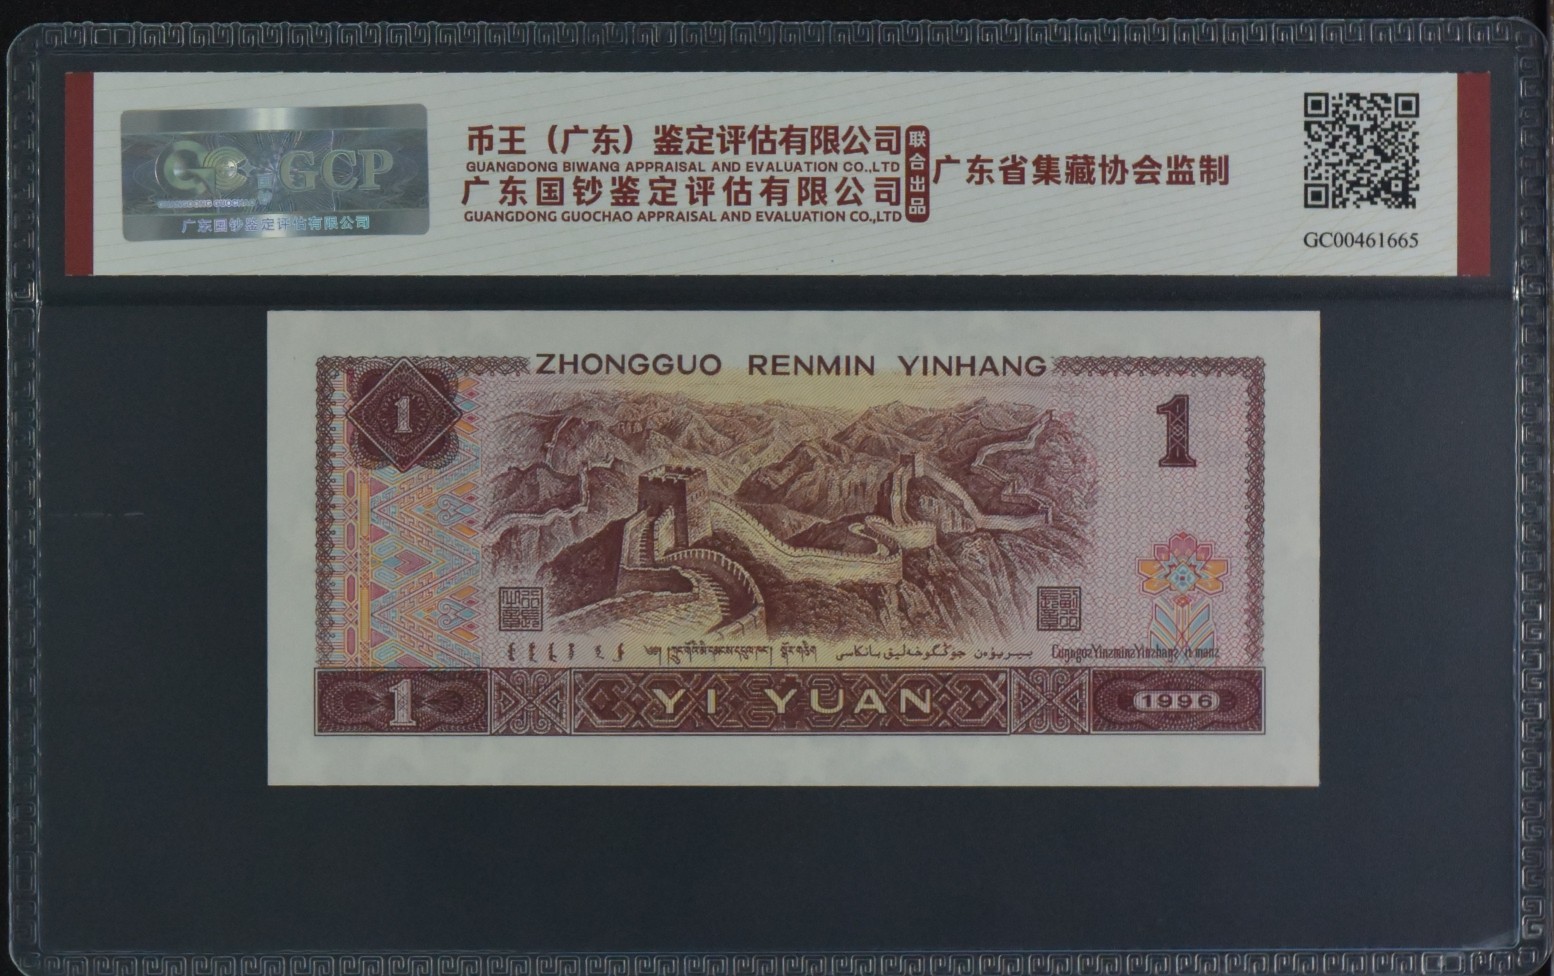 GCP
广东国钞鉴定评估有限公司
币王（广东）鉴定评估有限公司
GUANGDONG BIWANG APPRAISAL AND EVALUATION CO.,LTD
广东国钞鉴定评估有限公司
GUANGDONG GUOCHAO APPRAISAL AND EVALUATION CO.,LTD
联合出品
广东省集藏协会监制
GC00461665
ZHONGGUO RENMIN YINHANG
1
1
1
YI YUAN
1996